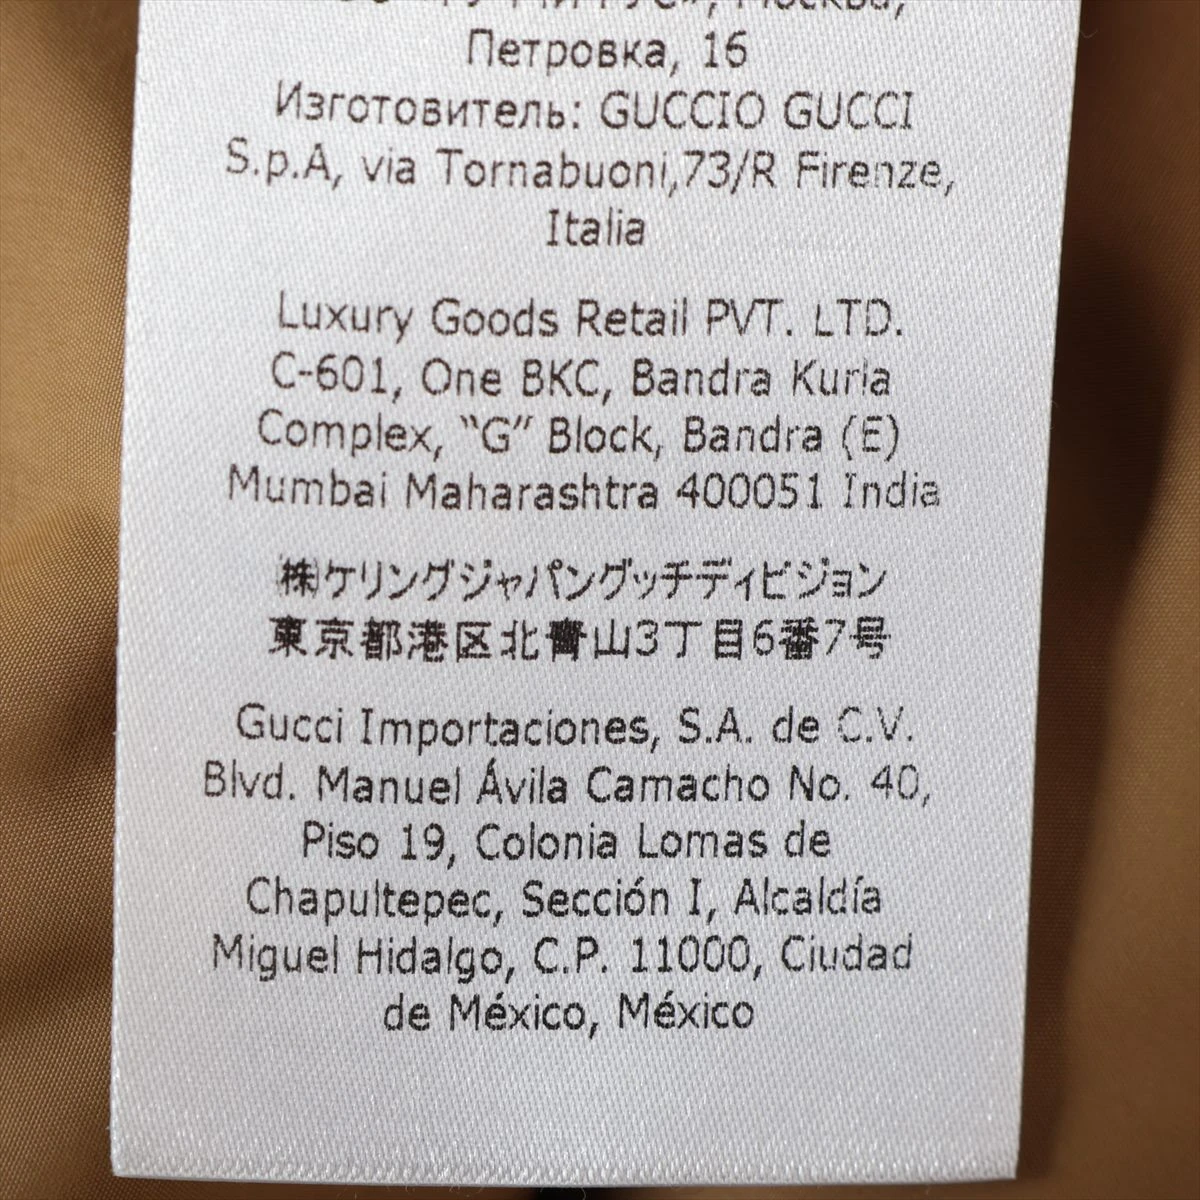 Москва,
Петровка, 16
Изготовитель: GUCCIO GUCCI
S.p.A, via Tornabuoni,73/R Firenze,
Italia
Luxury Goods Retail PVT. LTD.
C-601, One BKC, Bandra Kurla
Complex, “G” Block, Bandra (E)
Mumbai Maharashtra 400051 India
㈱ケリングジャパングッチディビジョン
東京都港区北青山3丁目6番7号
Gucci Importaciones, S.A. de C.V.
Blvd. Manuel Ávila Camacho No. 40,
Piso 19, Colonia Lomas de
Chapultepec, Sección I, Alcaldía
Miguel Hidalgo, C.P. 11000, Ciudad
de México, México